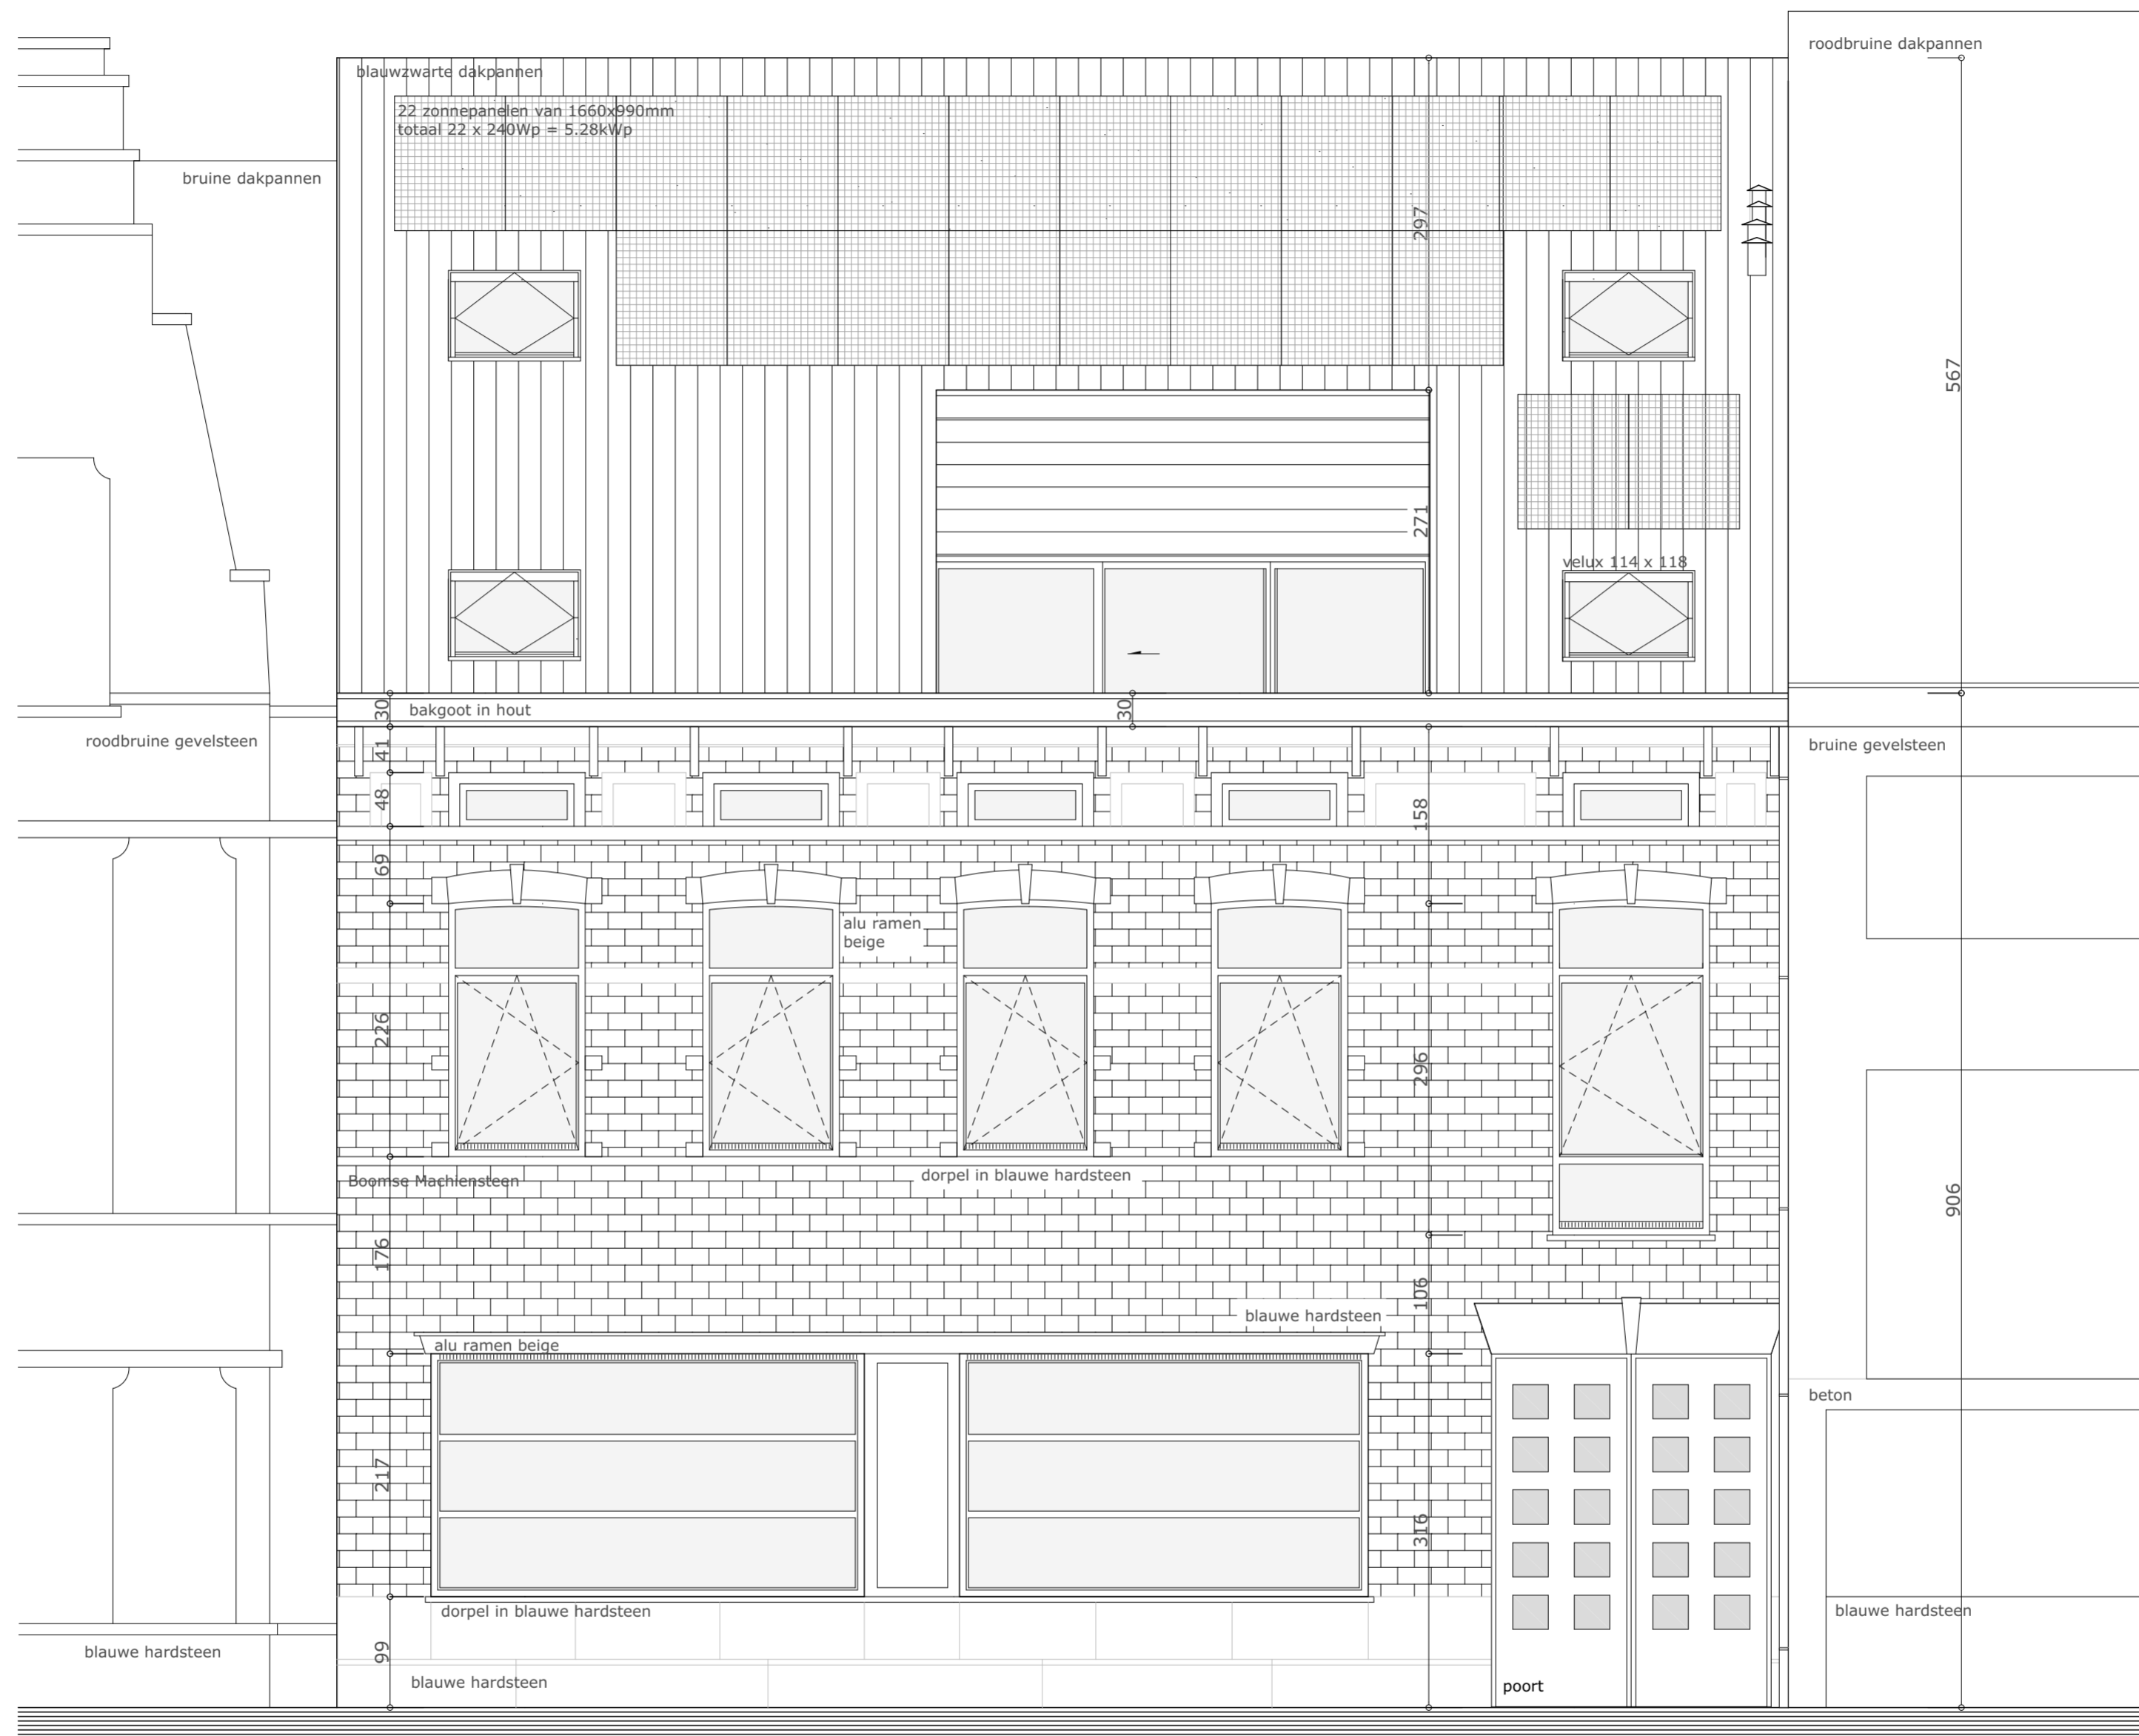 roodbruine dakpannen
blauwzwarte dakpannen
22 zonnepanelen van 1660x990mm
totaal 22 x 240Wp = 5.28kWp
bruine dakpannen
297
567
271
velux 114 x 118
30
bakgoot in hout
30
roodbruine gevelsteen
41
bruine gevelsteen
48
158
69
alu ramen
beige
226
296
Boomse Machiensteen
dorpel in blauwe hardsteen
906
176
106
blauwe hardsteen
alu ramen beige
beton
217
316
dorpel in blauwe hardsteen
blauwe hardsteen
blauwe hardsteen
99
blauwe hardsteen
poort